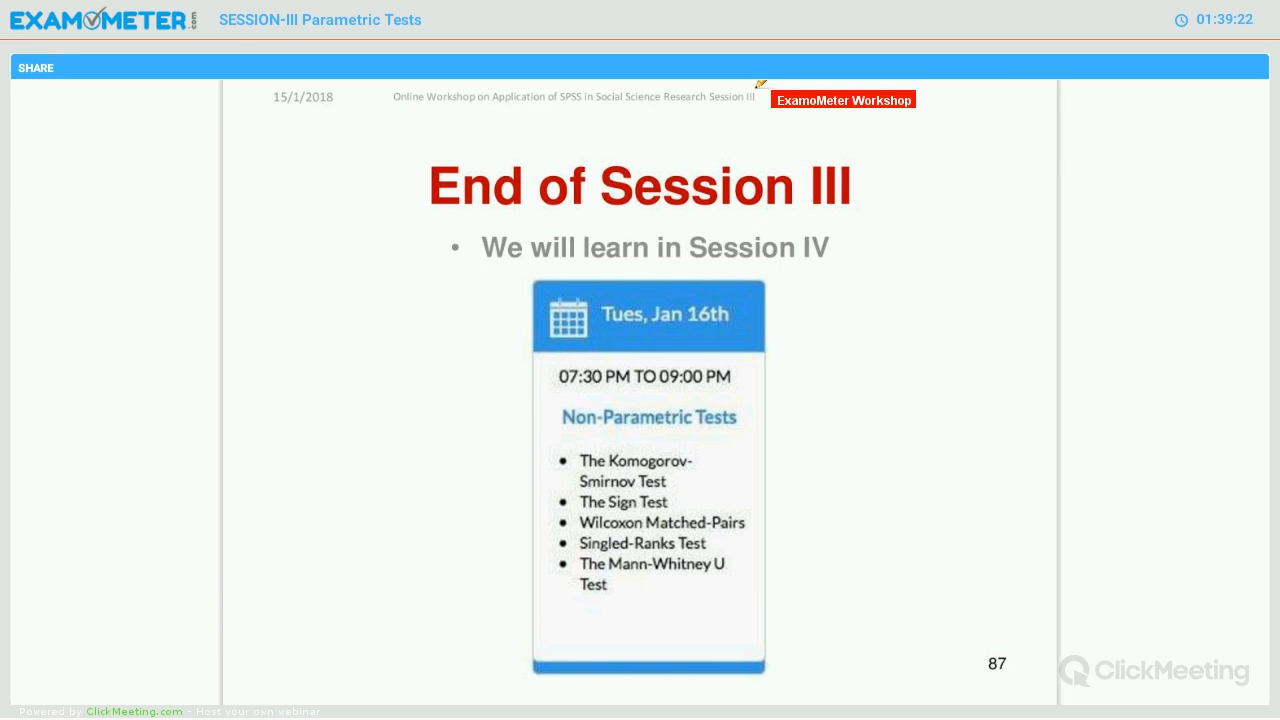 EXAMOMETER.com SESSION-III Parametric Tests 01:39:22
SHARE
15/1/2018 Online Workshop on Application of SPSS in Social Science Research Session III
ExamoMeter Workshop
End of Session III
• We will learn in Session IV
Tues, Jan 16th
07:30 PM TO 09:00 PM
Non-Parametric Tests
• The Komogorov-
Smirnov Test
• The Sign Test
• Wilcoxon Matched-Pairs
• Singled-Ranks Test
• The Mann-Whitney U
Test
87
ClickMeeting
Powered by ClickMeeting.com - Host your own webinar